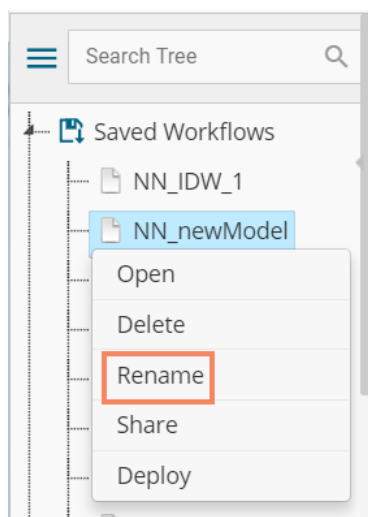 Search Tree
Saved Workflows
NN_IDW_1
NN_newModel
Open
Delete
Rename
Share
Deploy